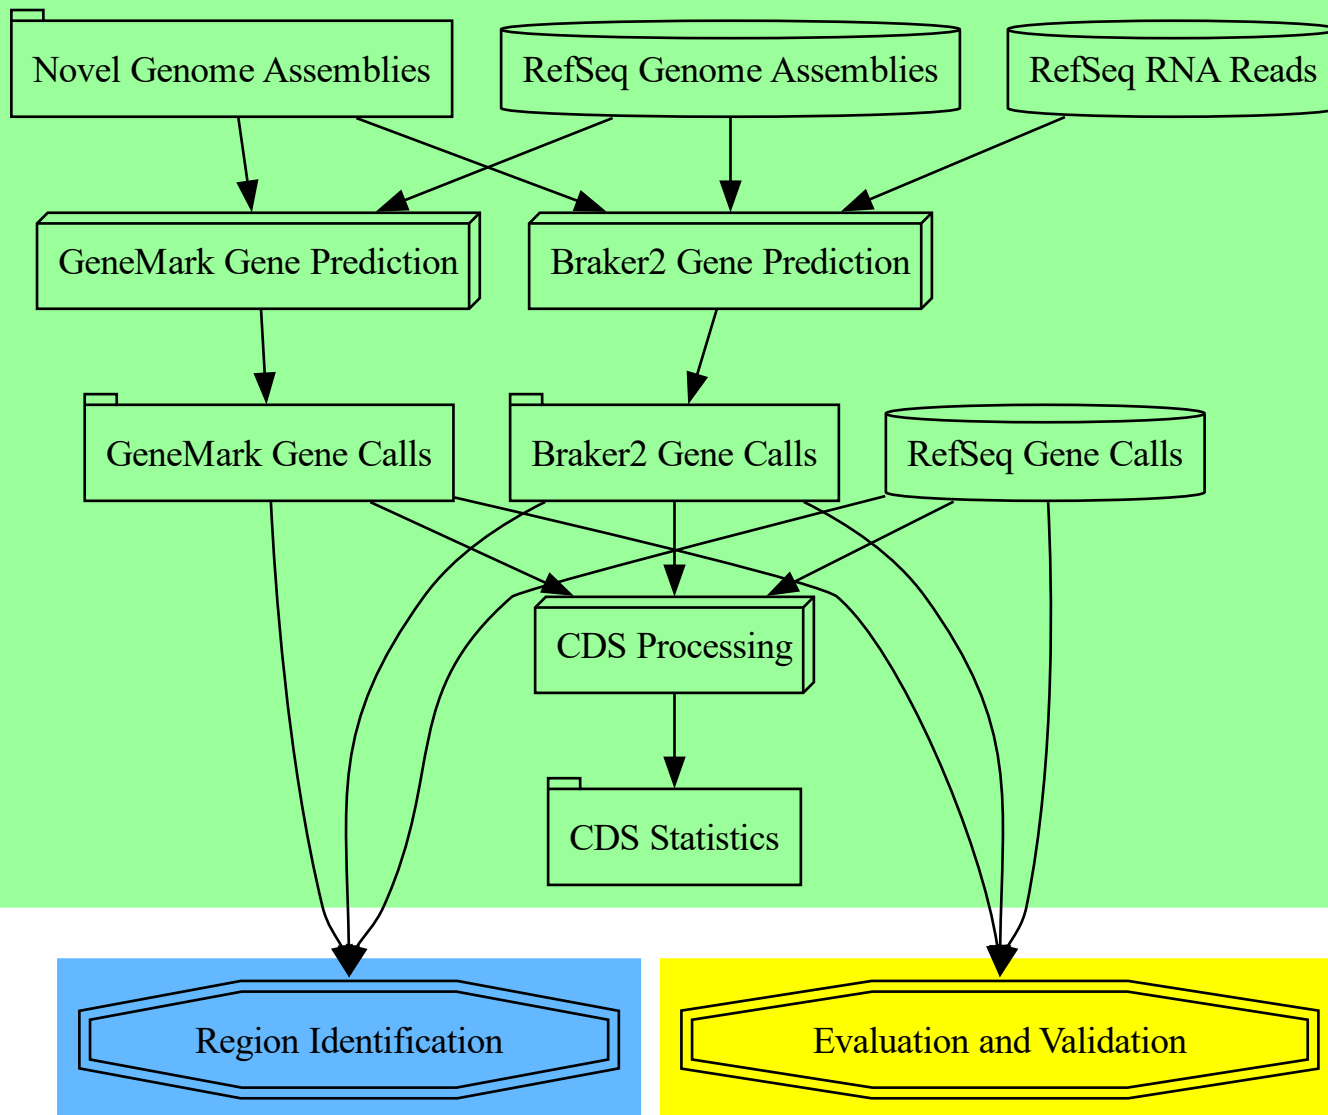 Novel Genome Assemblies
RefSeq Genome Assemblies
RefSeq RNA Reads
GeneMark Gene Prediction
Braker2 Gene Prediction
GeneMark Gene Calls
Braker2 Gene Calls
RefSeq Gene Calls
CDS Processing
CDS Statistics
Region Identification
Evaluation and Validation